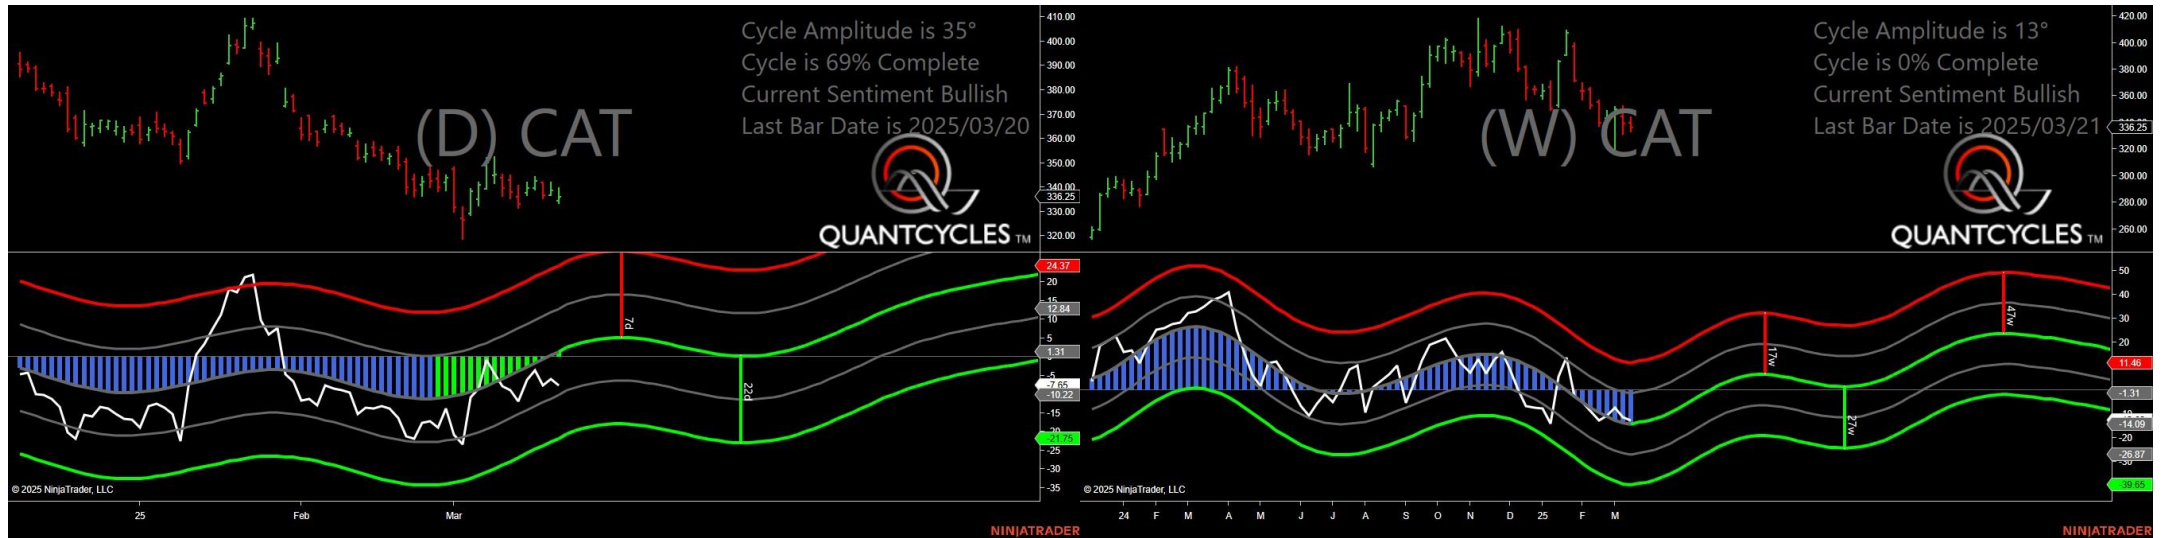 Cycle Amplitude is 35°
Cycle is 69% Complete
Current Sentiment Bullish
Last Bar Date is 2025/03/20
(D) CAT
QUANTCYCLES TM
410.00
400.00
390.00
380.00
370.00
360.00
350.00
340.00
336.25
330.00
320.00
24.37
20
15
12.84
10
5
1.31
-5
-7.65
-10.22
-15
-21.75
-25
-30
-35
7d
22d
© 2025 NinjaTrader, LLC
25
Feb
Mar
NINJATRADER
Cycle Amplitude is 13°
Cycle is 0% Complete
Current Sentiment Bullish
Last Bar Date is 2025/03/21
(W) CAT
QUANTCYCLES TM
420.00
400.00
380.00
360.00
336.25
320.00
300.00
280.00
260.00
50
40
30
20
11.46
-1.31
-14.09
-20
-26.87
-39.65
17w
27w
47w
© 2025 NinjaTrader, LLC
24 F M A M J J A S O N D 25 F M
NINJATRADER